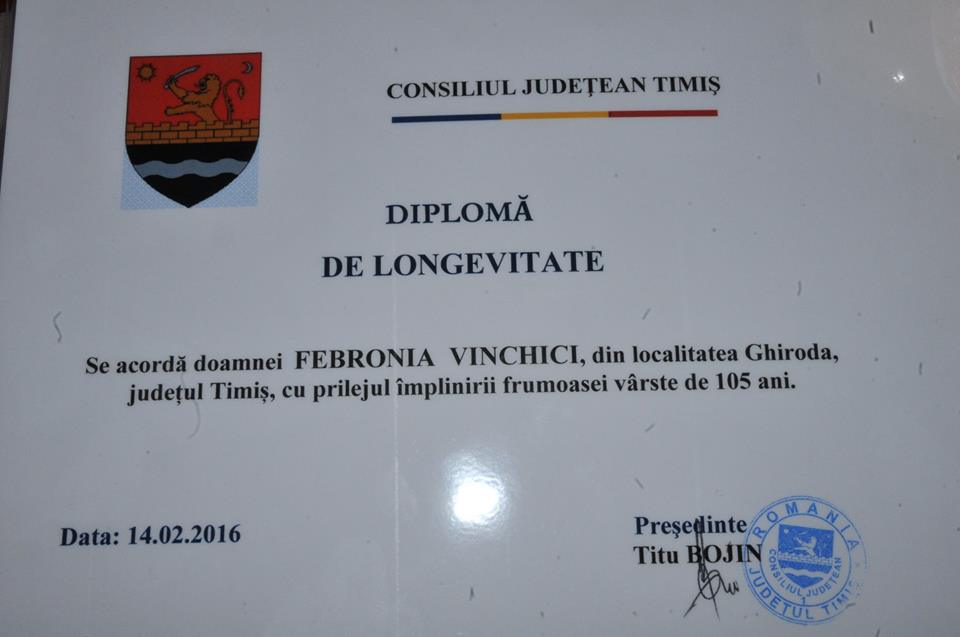 CONSILIUL JUDEȚEAN TIMIȘ
DIPLOMĂ
DE LONGEVITATE
Se acordă doamnei FEBRONIA VINCHICI, din localitatea Ghiroda,
județul Timiș, cu prilejul împlinirii frumoasei vârste de 105 ani.
Data: 14.02.2016
Președinte
Titu BOJIN
ROMANIA
CONSILIUL JUDEȚEAN
1
JUDEȚUL TIMIȘ